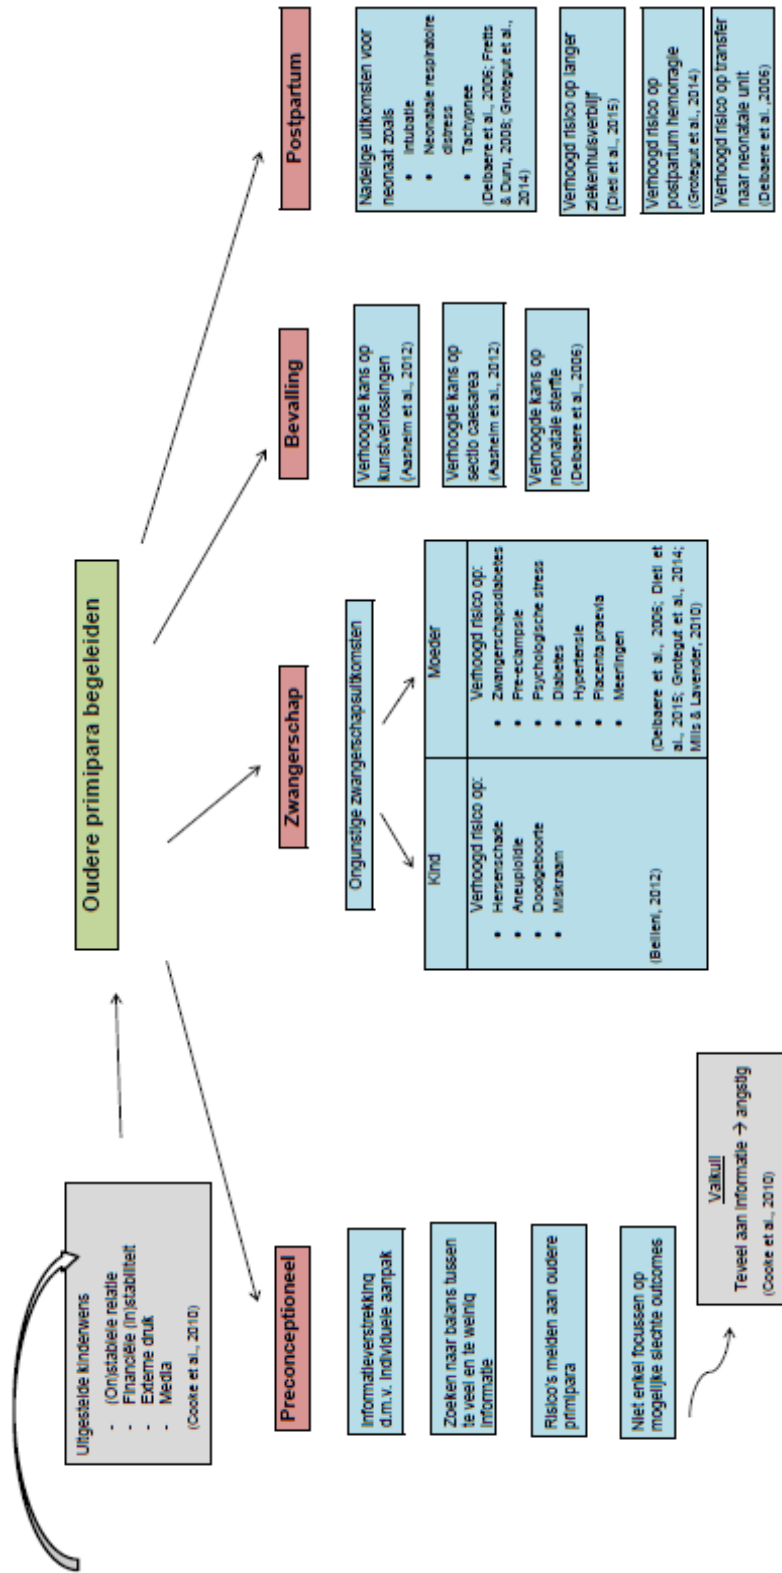 Oudere primipara begeleiden
Uitgestelde kinderwens
- (On)stabiele relatie
- Financiële (in)stabiliteit
- Externe druk
- Media
(Cooke et al., 2010)
Preconceptioneel
Informatieverstrekking
d.m.v. individuele aanpak
Zoeken naar balans tussen
te veel en te weinig
informatie
Risico's melden aan oudere
primipara
Niet enkel focussen op
mogelijke slechte outcomes
Valkuil
Teveel aan informatie → angstig
(Cooke et al., 2010)
Zwangerschap
Ongunstige zwangerschapsuitkomsten
Kind
Verhoogd risico op:
• Hersenschade
• Aneuploïdie
• Doodgeboorte
• Miskraam
(Bellieni, 2012)
Moeder
Verhoogd risico op:
• Zwangerschapsdiabetes
• Pre-eclampsie
• Psychologische stress
• Diabetes
• Hypertensie
• Placenta praevia
• Meerlingen
(Delbaere et al., 2006; Dietl et
al., 2015; Grotegut et al., 2014;
Mills & Lavender, 2010)
Bevalling
Verhoogde kans op
kunstverlossingen
(Aasheim et al., 2012)
Verhoogde kans op
sectio caesarea
(Aasheim et al., 2012)
Verhoogde kans op
neonatale sterfte
(Delbaere et al., 2006)
Postpartum
Nadelige uitkomsten voor
neonaat zoals
• Intubatie
• Neonatale respiratoire
distress
• Tachypnee
(Delbaere et al., 2006; Fretts
& Duru, 2008; Grotegut et al.,
2014)
Verhoogd risico op langer
ziekenhuisverblijf
(Dietl et al., 2015)
Verhoogd risico op
postpartum hemorragie
(Grotegut et al., 2014)
Verhoogd risico op transfer
naar neonatale unit
(Delbaere et al., 2006)